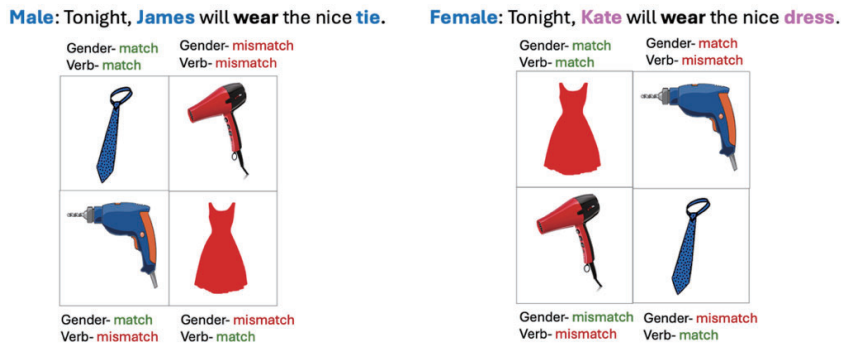 Male: Tonight, James will wear the nice tie.
Gender- match
Verb- match
Gender- mismatch
Verb- mismatch
Gender- match
Verb- mismatch
Gender- mismatch
Verb- match
Female: Tonight, Kate will wear the nice dress.
Gender- match
Verb- match
Gender- match
Verb- mismatch
Gender- mismatch
Verb- mismatch
Gender- mismatch
Verb- match